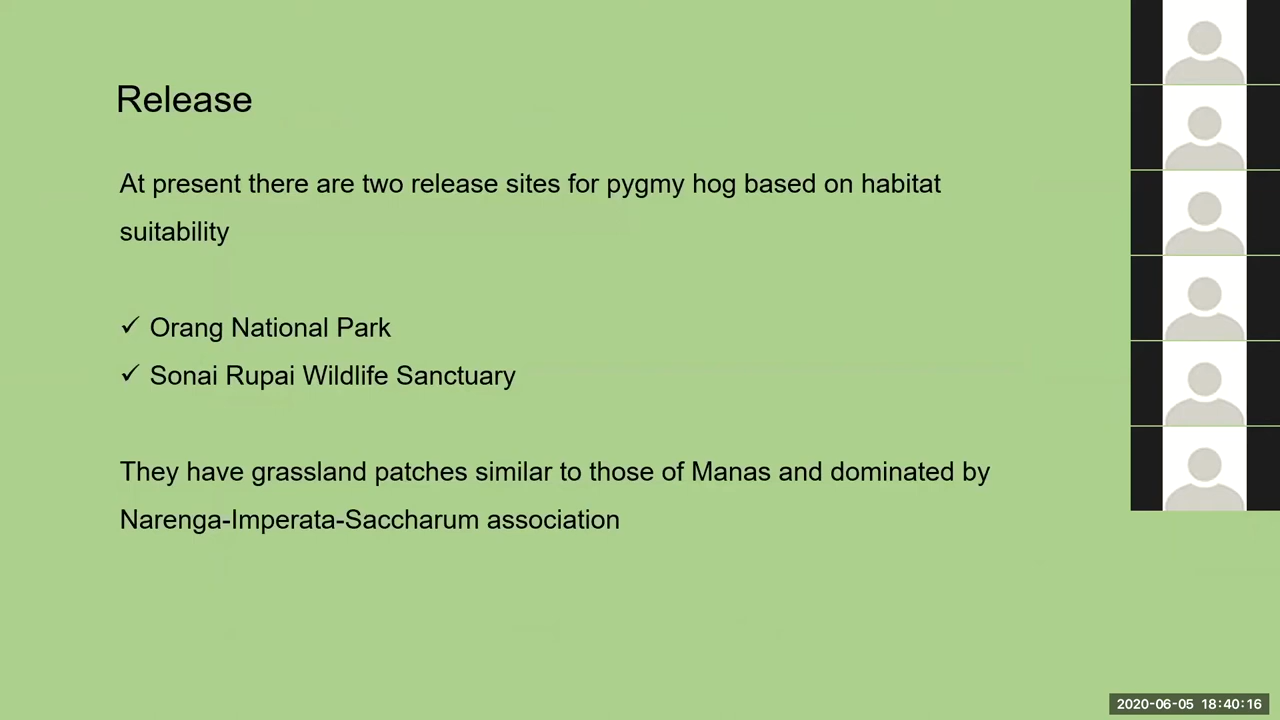 Release
At present there are two release sites for pygmy hog based on habitat
suitability
✓ Orang National Park
✓ Sonai Rupai Wildlife Sanctuary
They have grassland patches similar to those of Manas and dominated by
Narenga-Imperata-Saccharum association
2020-06-05 18:40:16